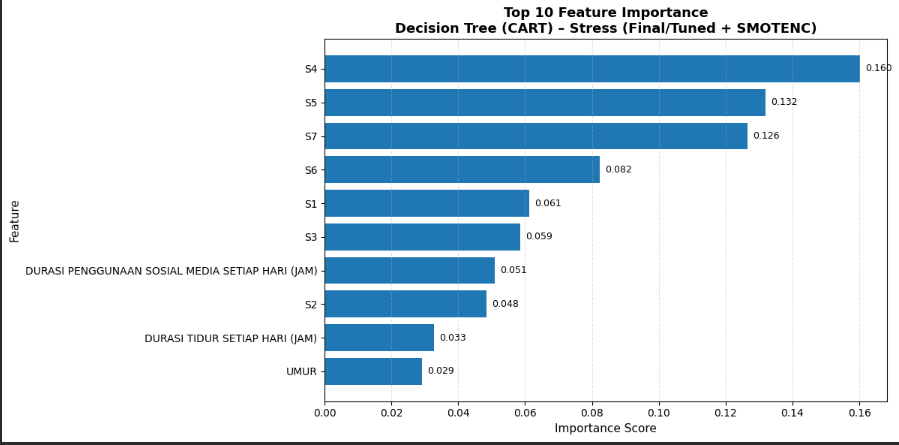 Top 10 Feature Importance
Decision Tree (CART) – Stress (Final/Tuned + SMOTENC)
Feature
S4 0.160
S5 0.132
S7 0.126
S6 0.082
S1 0.061
S3 0.059
DURASI PENGGUNAAN SOSIAL MEDIA SETIAP HARI (JAM) 0.051
S2 0.048
DURASI TIDUR SETIAP HARI (JAM) 0.033
UMUR 0.029
0.00 0.02 0.04 0.06 0.08 0.10 0.12 0.14 0.16
Importance Score